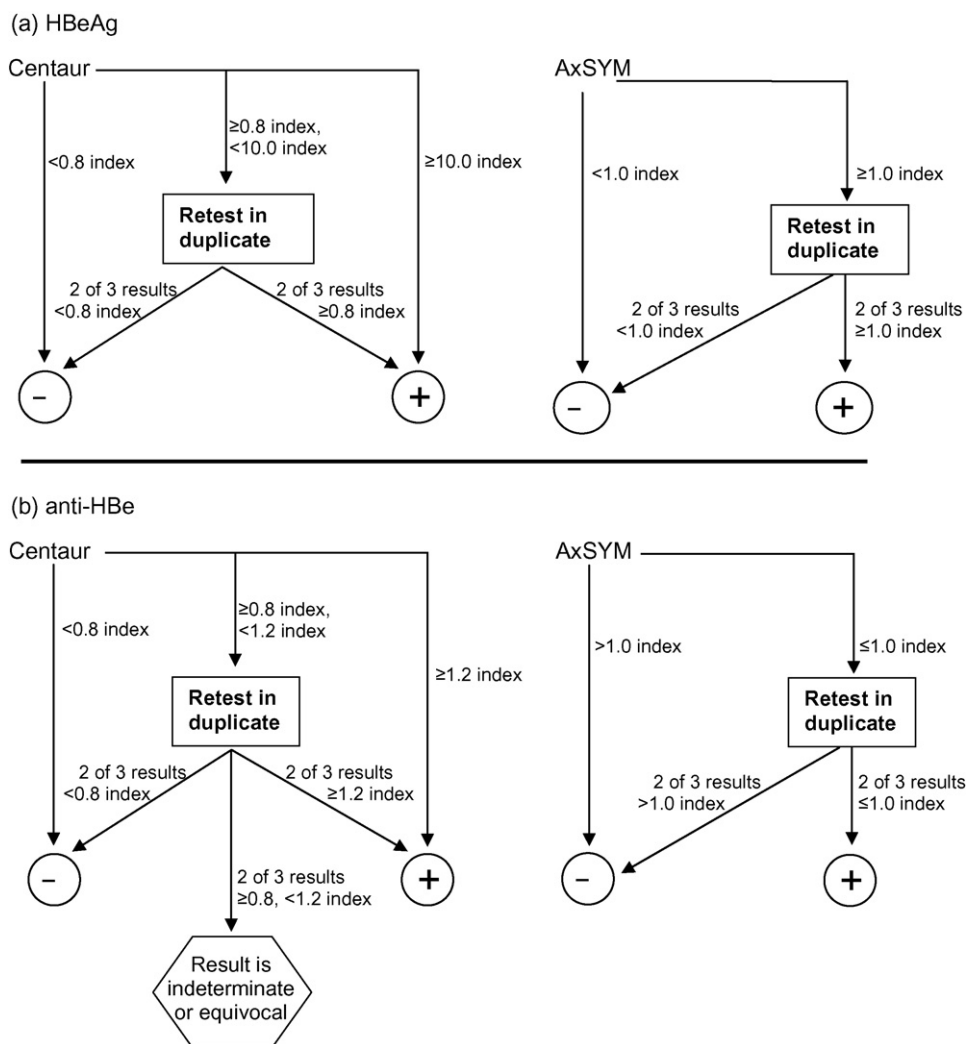 (a) HBeAg
Centaur
<0.8 index
≥0.8 index,
<10.0 index
≥10.0 index
Retest in
duplicate
2 of 3 results
<0.8 index
2 of 3 results
≥0.8 index
-
+
AxSYM
<1.0 index
≥1.0 index
Retest in
duplicate
2 of 3 results
<1.0 index
2 of 3 results
≥1.0 index
-
+
(b) anti-HBe
Centaur
<0.8 index
≥0.8 index,
<1.2 index
≥1.2 index
Retest in
duplicate
2 of 3 results
<0.8 index
2 of 3 results
≥1.2 index
2 of 3 results
≥0.8, <1.2 index
-
+
Result is
indeterminate
or equivocal
AxSYM
>1.0 index
≤1.0 index
Retest in
duplicate
2 of 3 results
>1.0 index
2 of 3 results
≤1.0 index
-
+